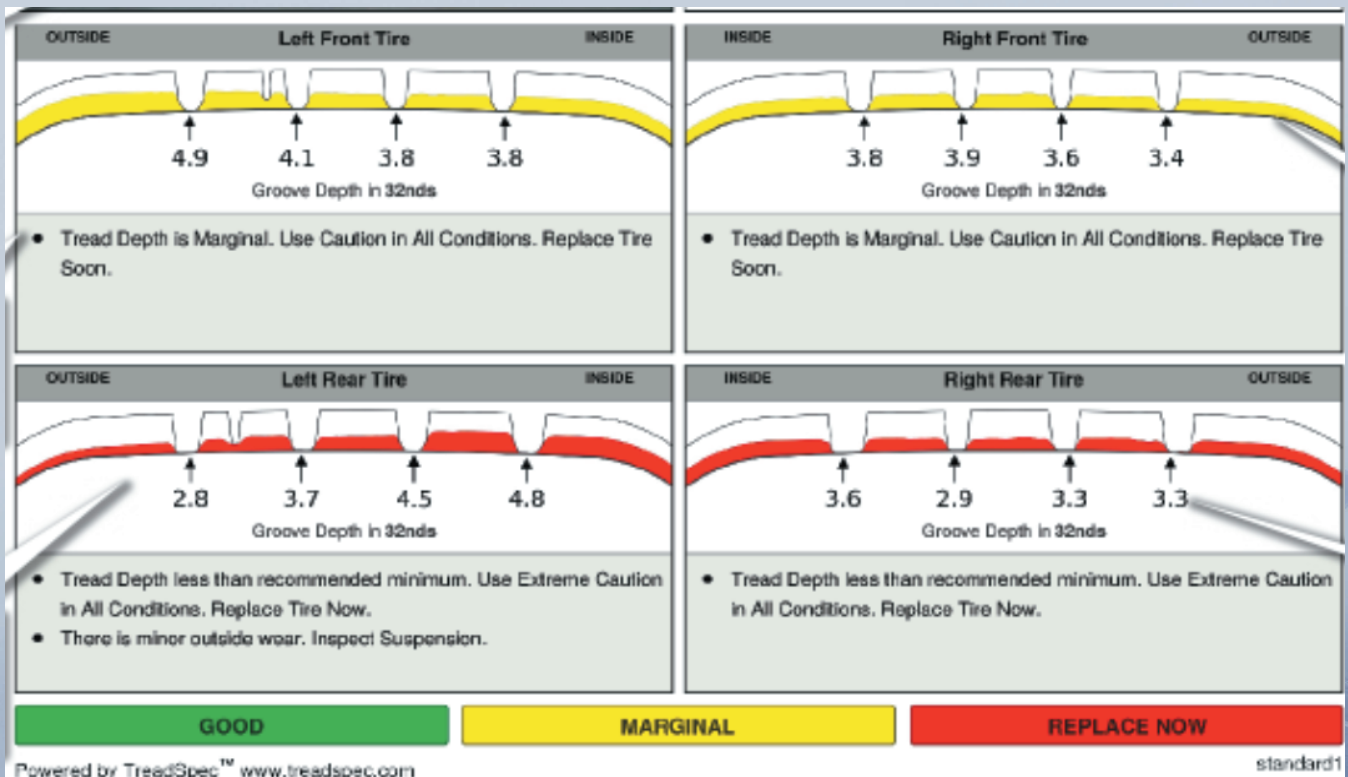 OUTSIDE Left Front Tire INSIDE
4.9 4.1 3.8 3.8
Groove Depth in 32nds
• Tread Depth is Marginal. Use Caution in All Conditions. Replace Tire
Soon.
INSIDE Right Front Tire OUTSIDE
3.8 3.9 3.6 3.4
Groove Depth in 32nds
• Tread Depth is Marginal. Use Caution in All Conditions. Replace Tire
Soon.
OUTSIDE Left Rear Tire INSIDE
2.8 3.7 4.5 4.8
Groove Depth in 32nds
• Tread Depth less than recommended minimum. Use Extreme Caution
in All Conditions. Replace Tire Now.
• There is minor outside wear. Inspect Suspension.
INSIDE Right Rear Tire OUTSIDE
3.6 2.9 3.3 3.3
Groove Depth in 32nds
• Tread Depth less than recommended minimum. Use Extreme Caution
in All Conditions. Replace Tire Now.
GOOD MARGINAL REPLACE NOW
Powered by TreadSpec™ www.treadspec.com
standard1